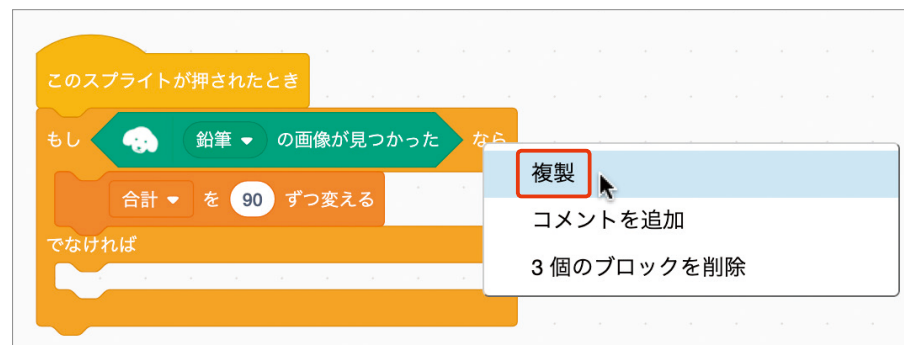 このスプライトが押されたとき
もし 鉛筆 の画像が見つかった なら
合計 を 90 ずつ変える
でなければ
複製
コメントを追加
3 個のブロックを削除